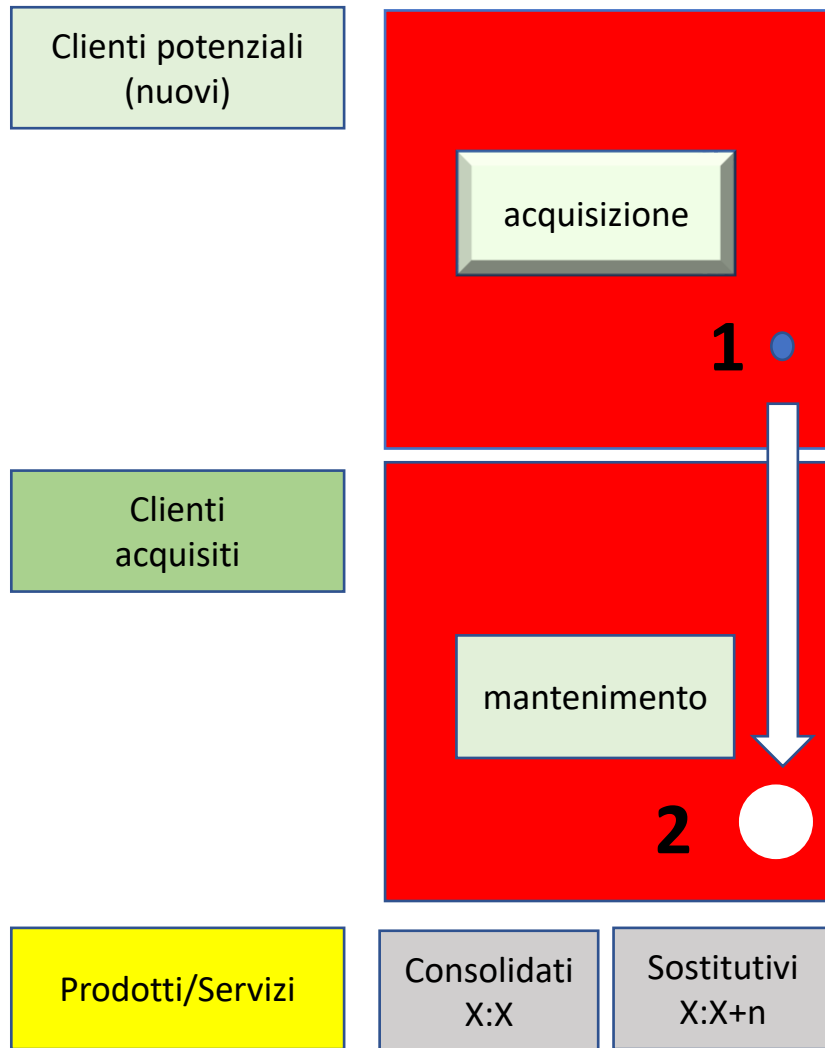 Clienti potenziali
(nuovi)
acquisizione
1
Clienti
acquisiti
mantenimento
2
Prodotti/Servizi
Consolidati
X:X
Sostitutivi
X:X+n